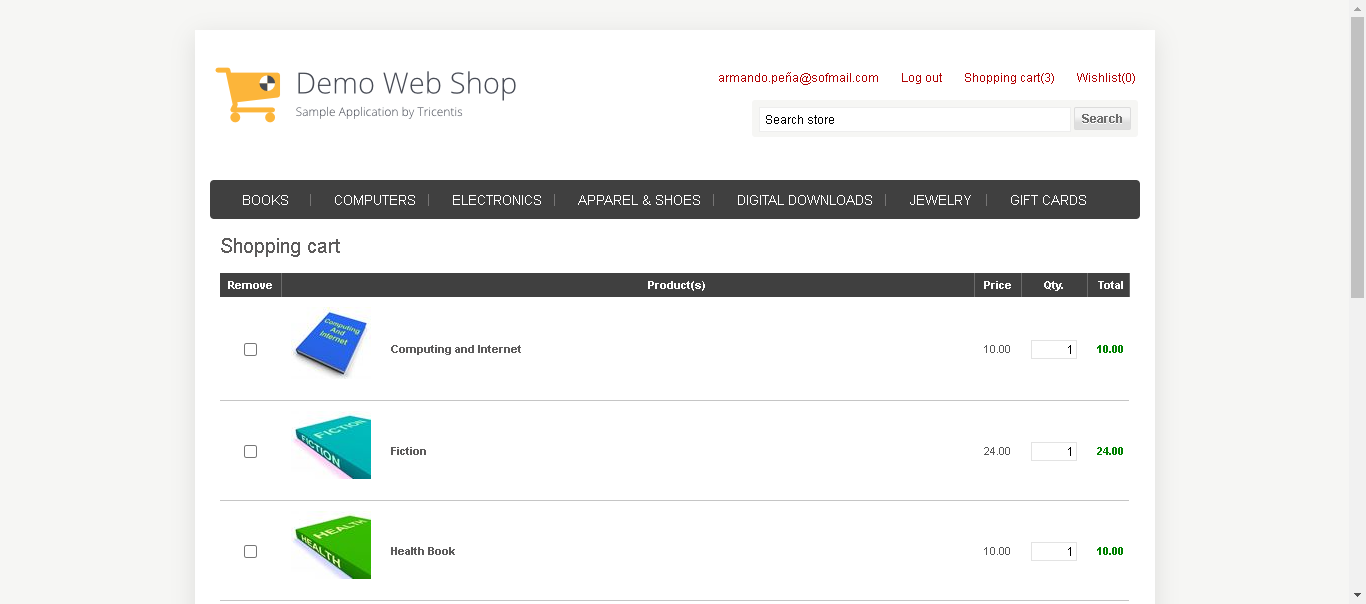 Demo Web Shop
Sample Application by Tricentis
armando.peña@sofmail.com Log out Shopping cart(3) Wishlist(0)
Search store Search
BOOKS COMPUTERS ELECTRONICS APPAREL & SHOES DIGITAL DOWNLOADS JEWELRY GIFT CARDS
Shopping cart
Remove Product(s) Price Qty. Total
Computing
And
Internet
Computing and Internet 10.00 1 10.00
FICTION
FICTION
Fiction 24.00 1 24.00
HEALTH
HEALTH
Health Book 10.00 1 10.00